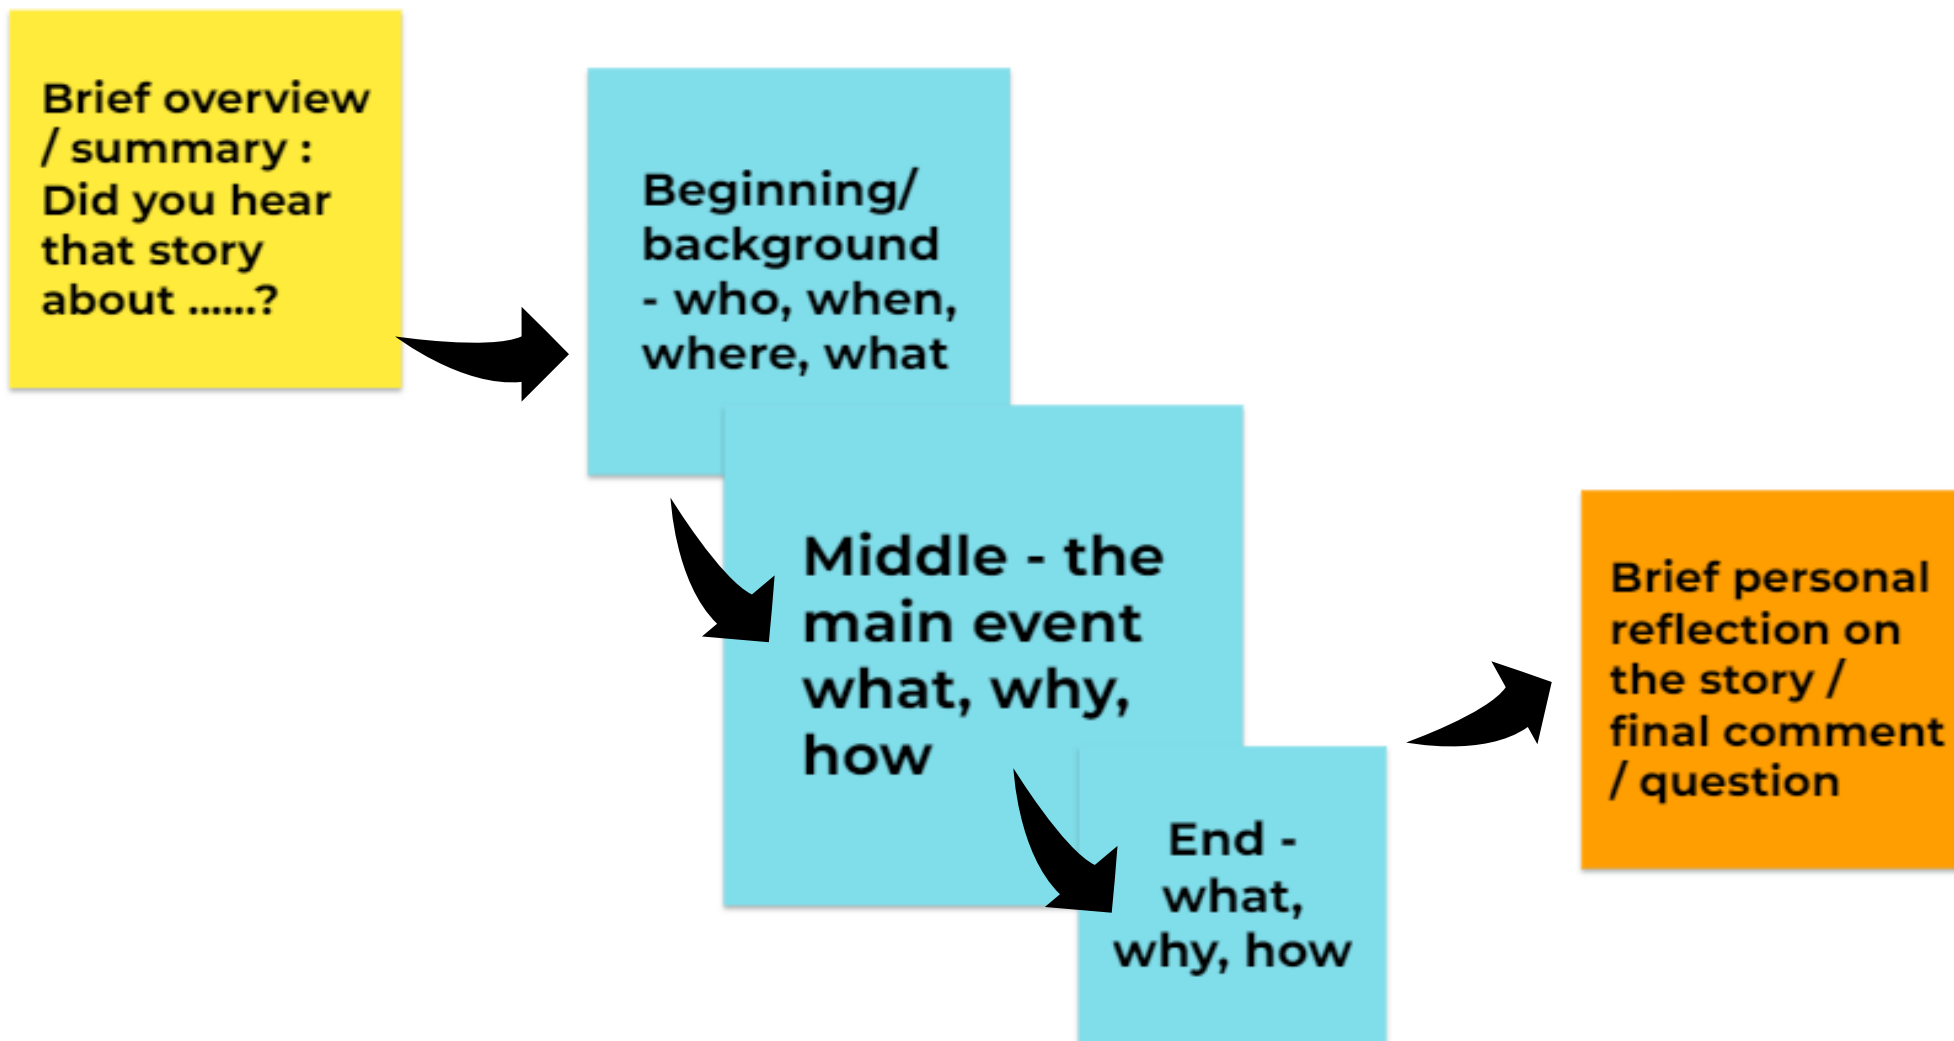 Brief overview
/ summary :
Did you hear
that story
about ......?
Beginning/
background
- who, when,
where, what
Middle - the
main event
what, why,
how
End -
what,
why, how
Brief personal
reflection on
the story /
final comment
/ question